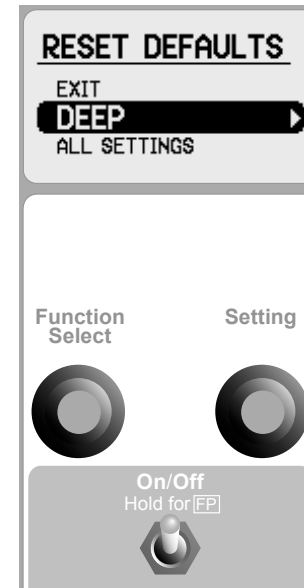 RESET DEFAULTS
EXIT
DEEP
ALL SETTINGS
Function
Select
Setting
On/Off
Hold for FP